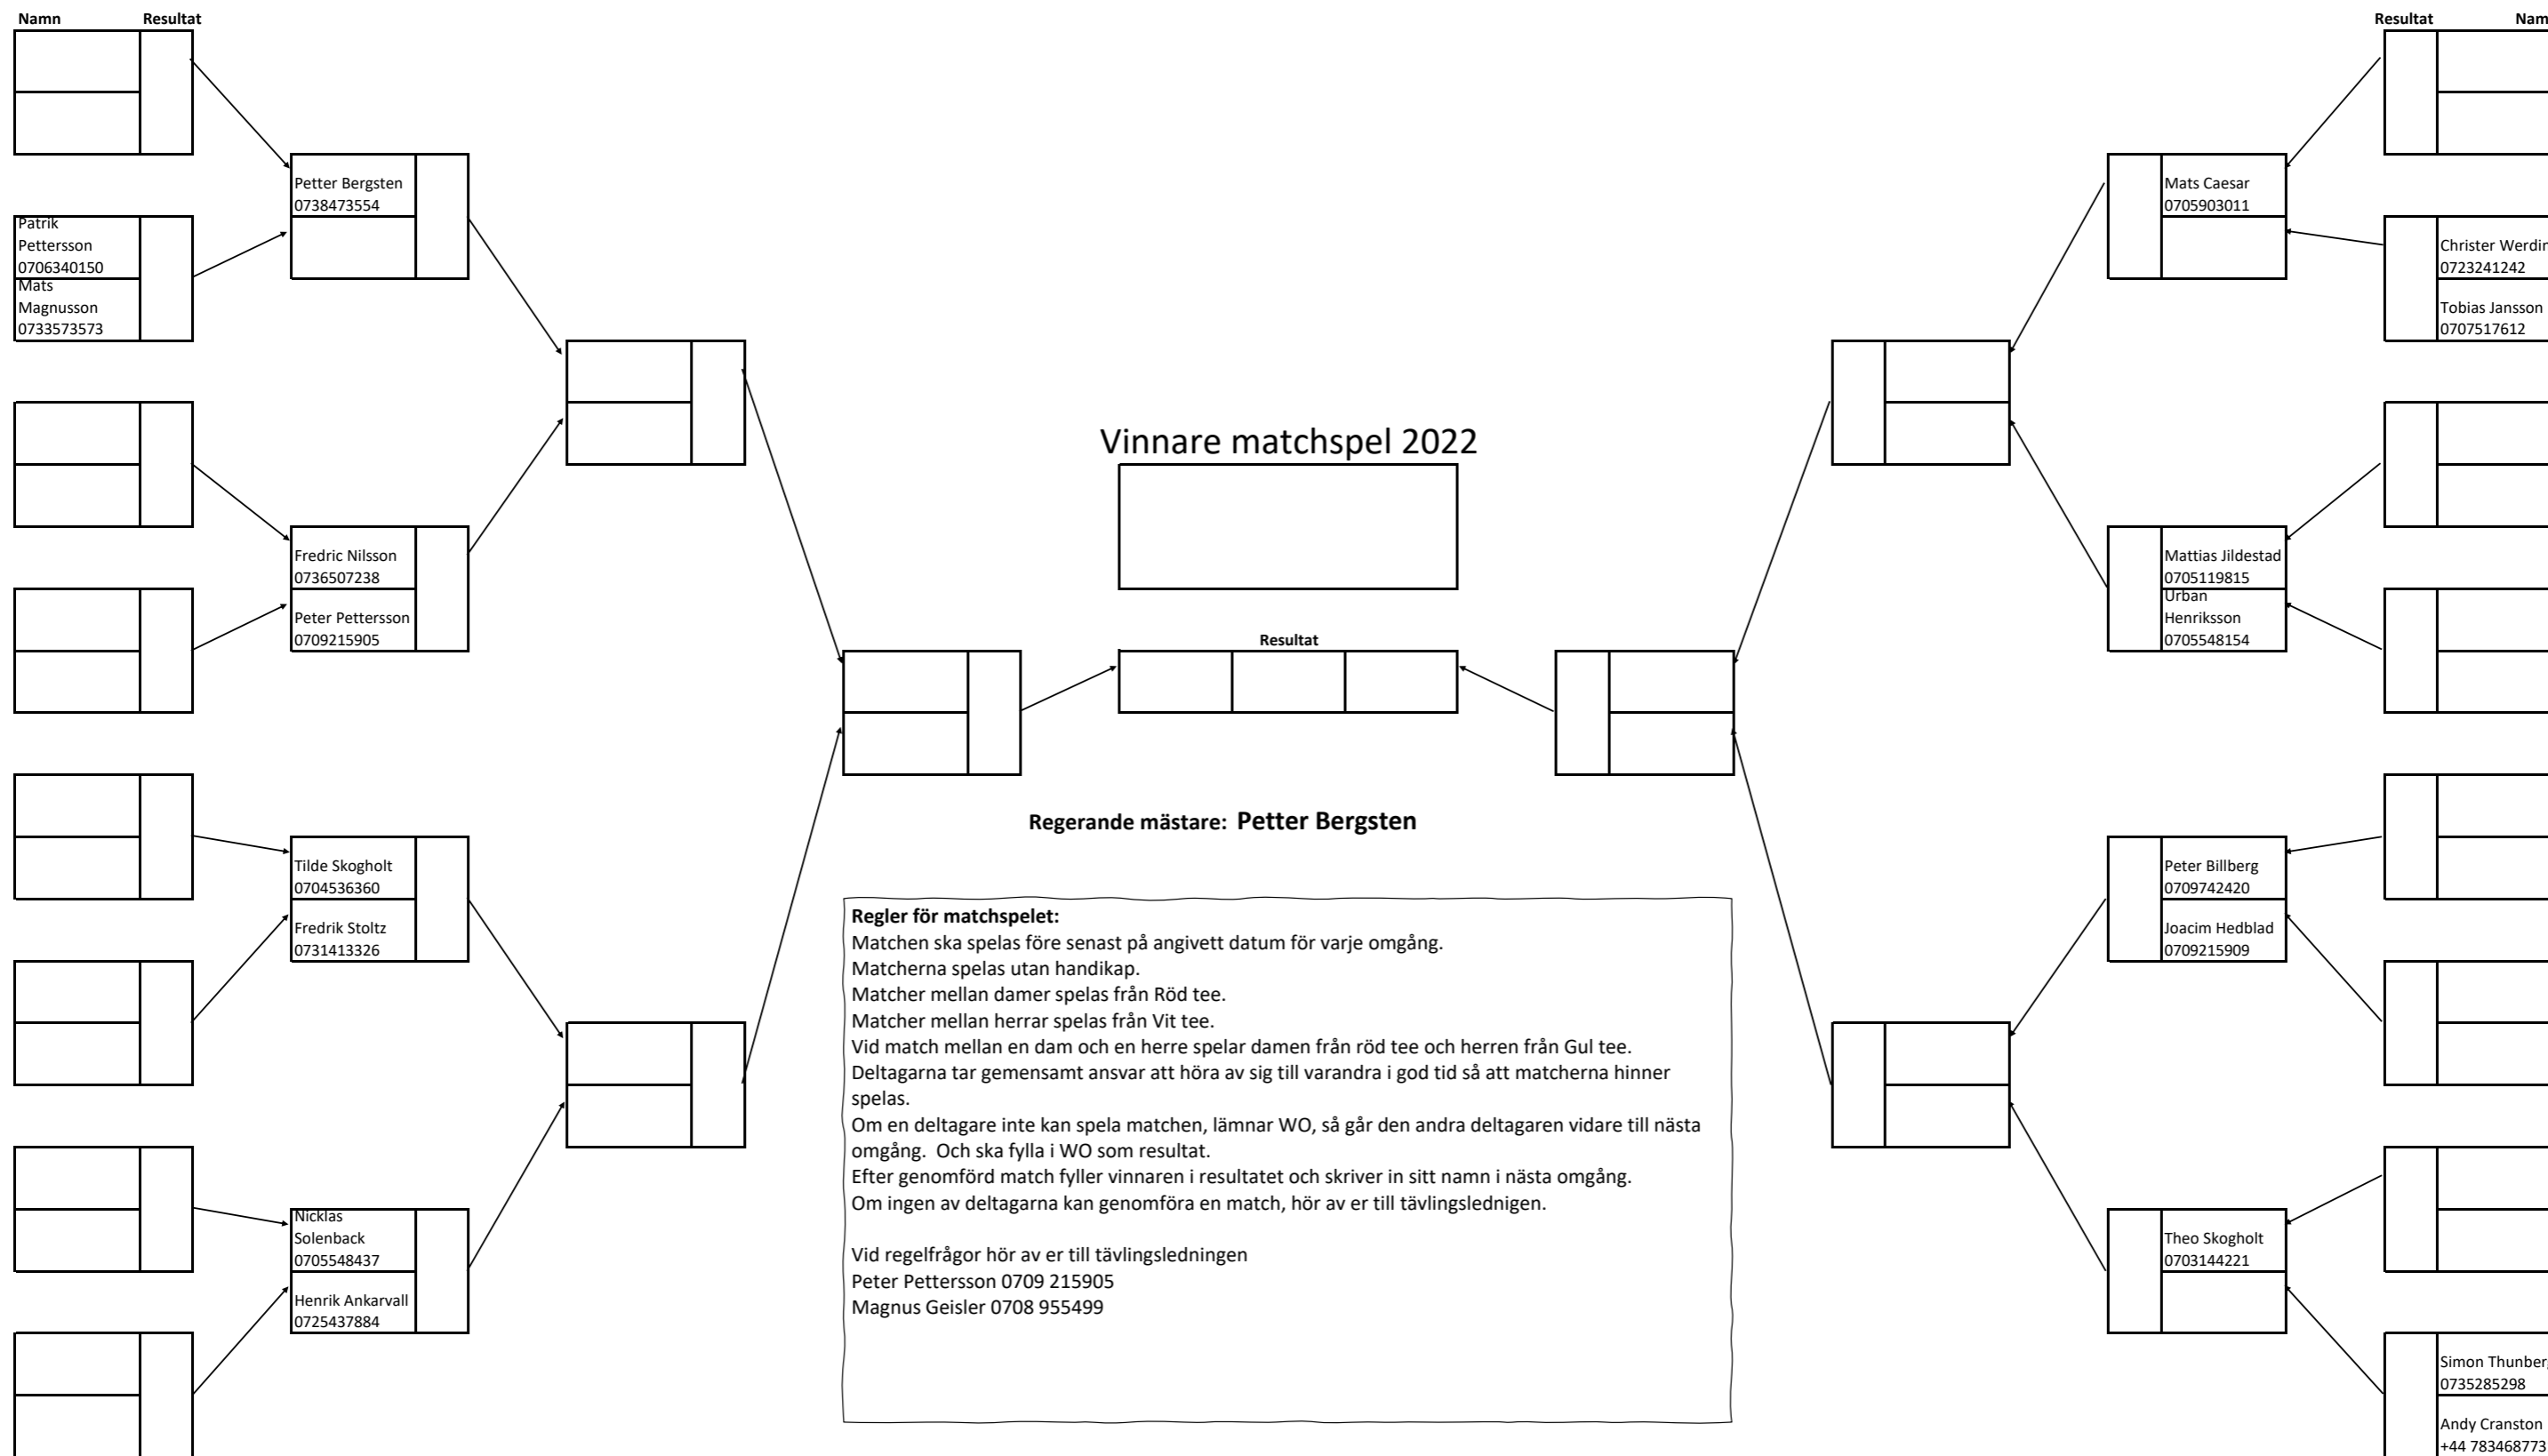 Namn Resultat
Resultat Nam
Petter Bergsten
0738473554
Mats Caesar
0705903011
Patrik
Pettersson
0706340150
Mats
Magnusson
0733573573
Christer Werdin
0723241242
Tobias Jansson
0707517612
Vinnare matchspel 2022
Fredric Nilsson
0736507238
Peter Pettersson
0709215905
Mattias Jildestad
0705119815
Urban
Henriksson
0705548154
Resultat
Regerande mästare: Petter Bergsten
Tilde Skogholt
0704536360
Fredrik Stoltz
0731413326
Peter Billberg
0709742420
Joacim Hedblad
0709215909
Regler för matchspelet:
Matchen ska spelas före senast på angivett datum för varje omgång.
Matcherna spelas utan handikap.
Matcher mellan damer spelas från Röd tee.
Matcher mellan herrar spelas från Vit tee.
Vid match mellan en dam och en herre spelar damen från röd tee och herren från Gul tee.
Deltagarna tar gemensamt ansvar att höra av sig till varandra i god tid så att matcherna hinner
spelas.
Om en deltagare inte kan spela matchen, lämnar WO, så går den andra deltagaren vidare till nästa
omgång. Och ska fylla i WO som resultat.
Efter genomförd match fyller vinnaren i resultatet och skriver in sitt namn i nästa omgång.
Om ingen av deltagarna kan genomföra en match, hör av er till tävlingslednigen.
Vid regelfrågor hör av er till tävlingsledningen
Peter Pettersson 0709 215905
Magnus Geisler 0708 955499
Nicklas
Solenback
0705548437
Henrik Ankarvall
0725437884
Theo Skogholt
0703144221
Simon Thunber
0735285298
Andy Cranston
+44 783468773